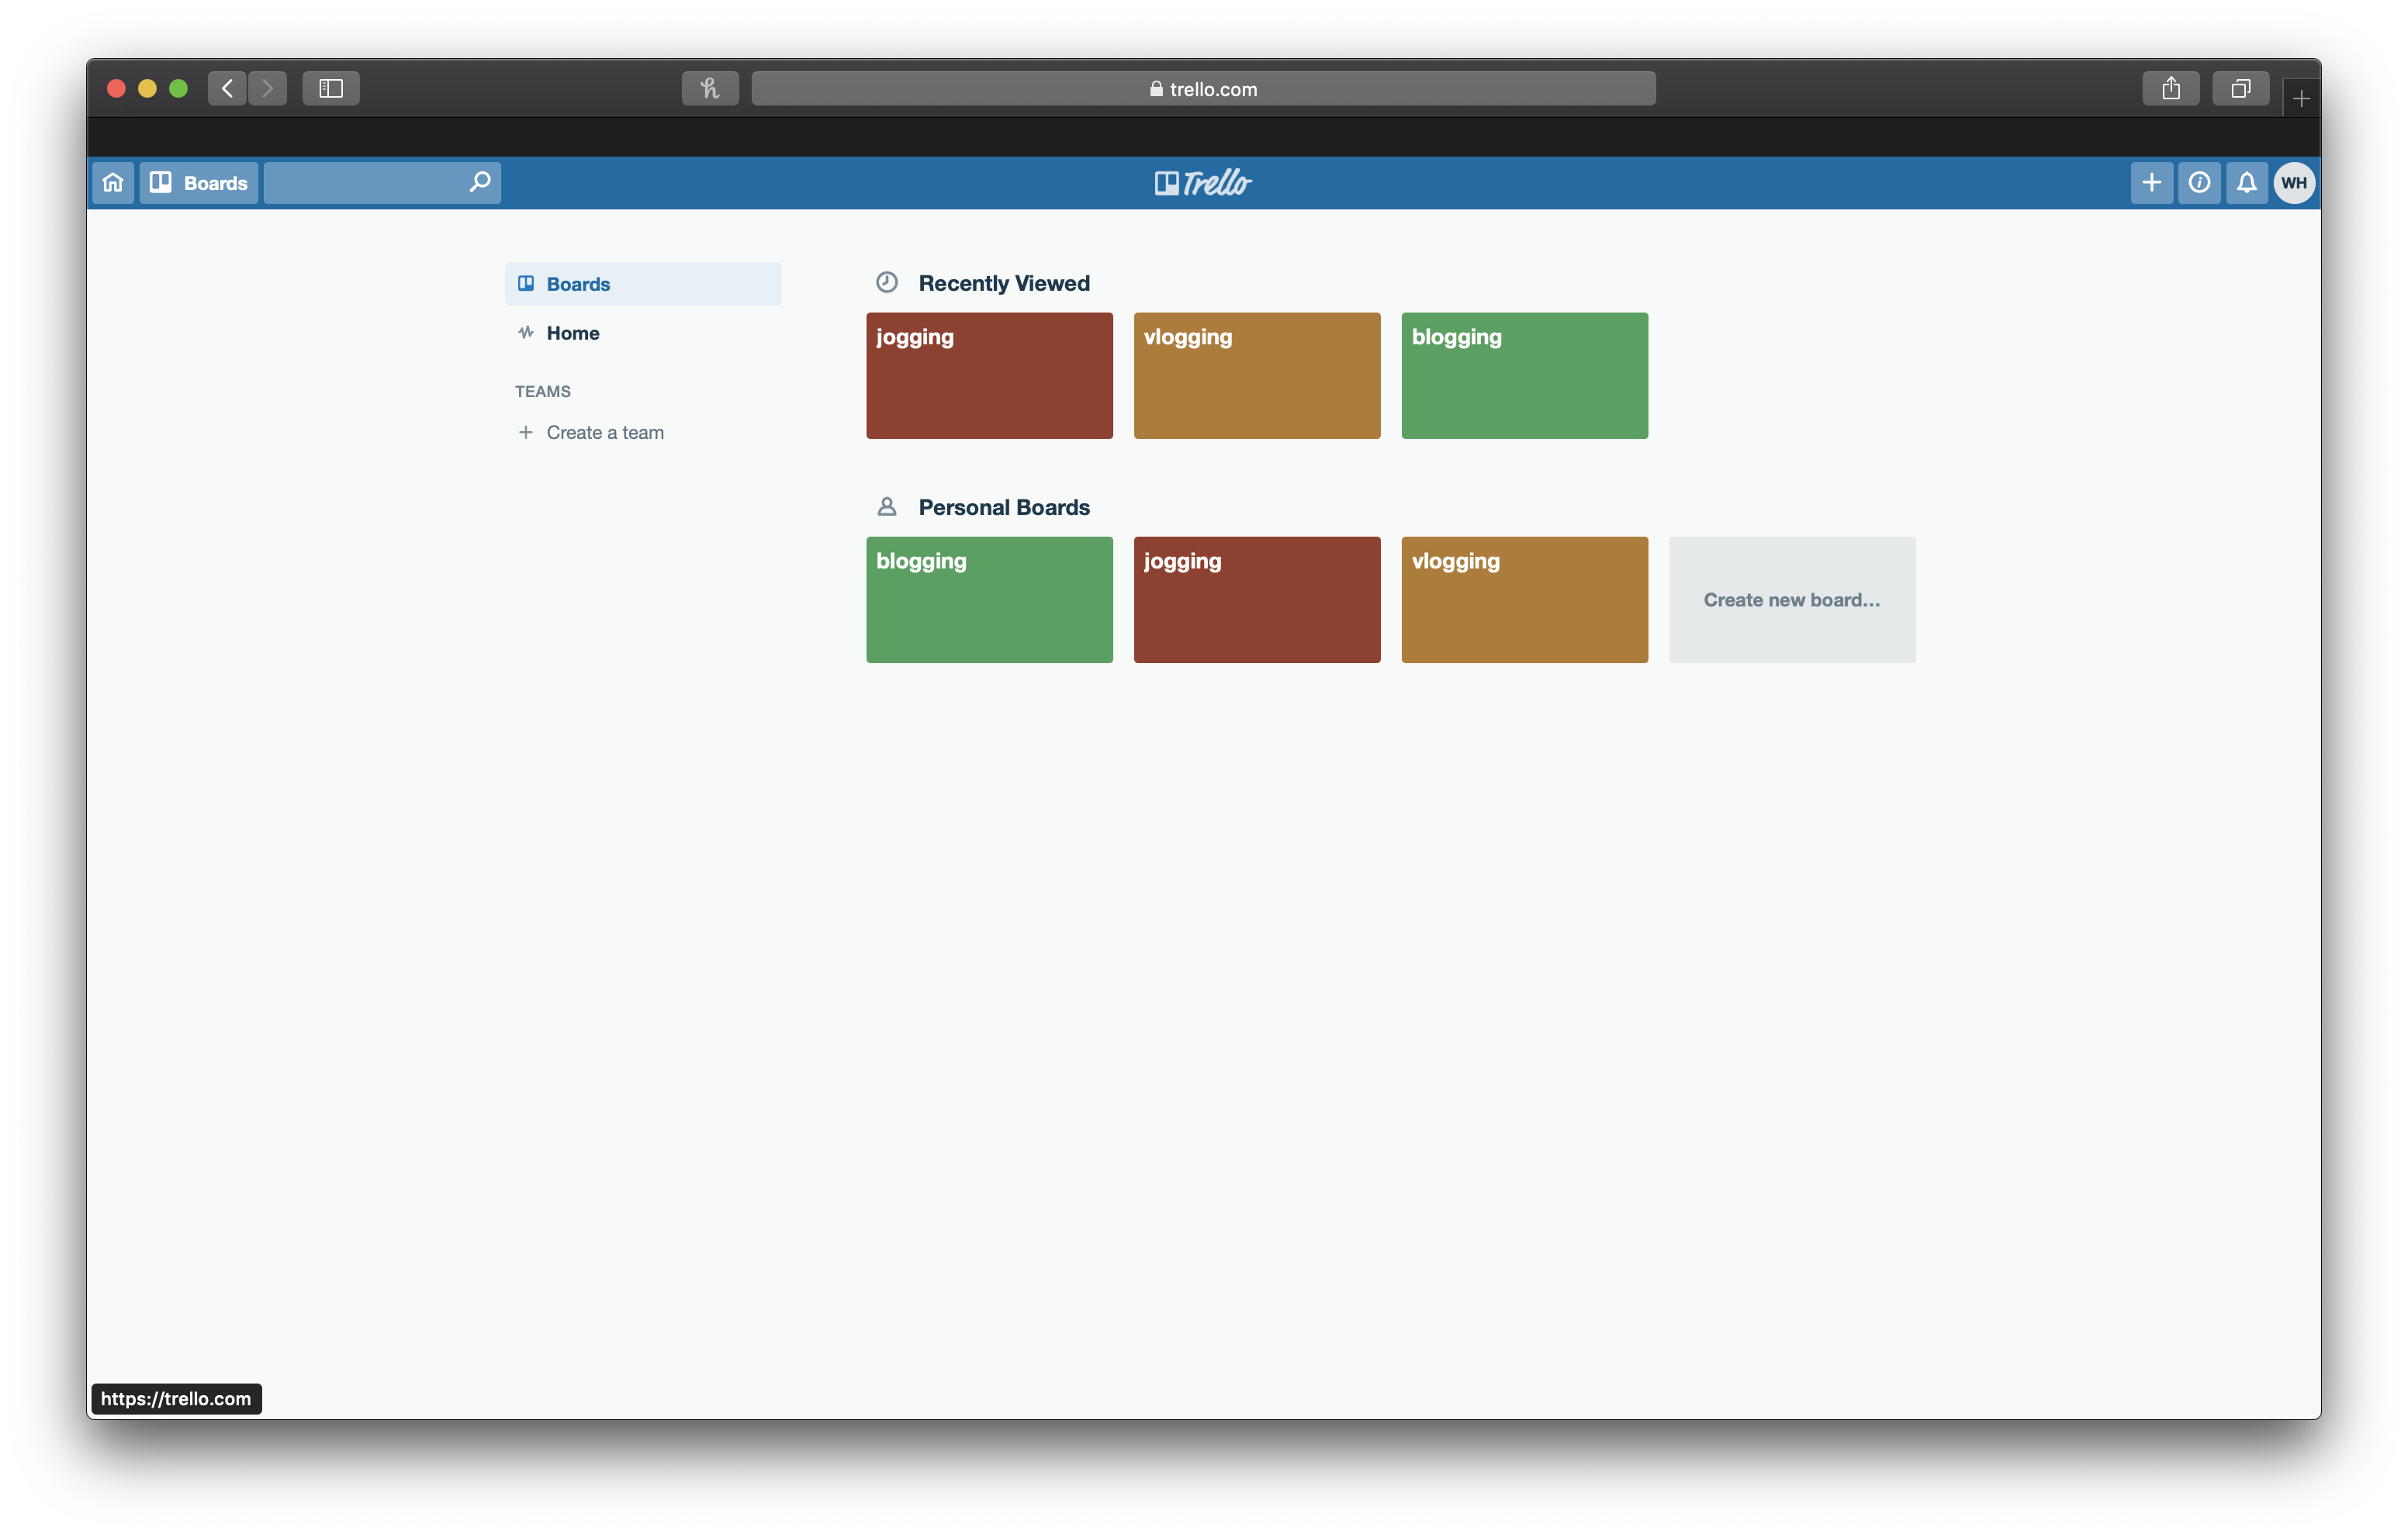 trello.com
Boards
Trello
WH
Boards
Home
TEAMS
Create a team
Recently Viewed
jogging
vlogging
blogging
Personal Boards
blogging
jogging
vlogging
Create new board...
https://trello.com